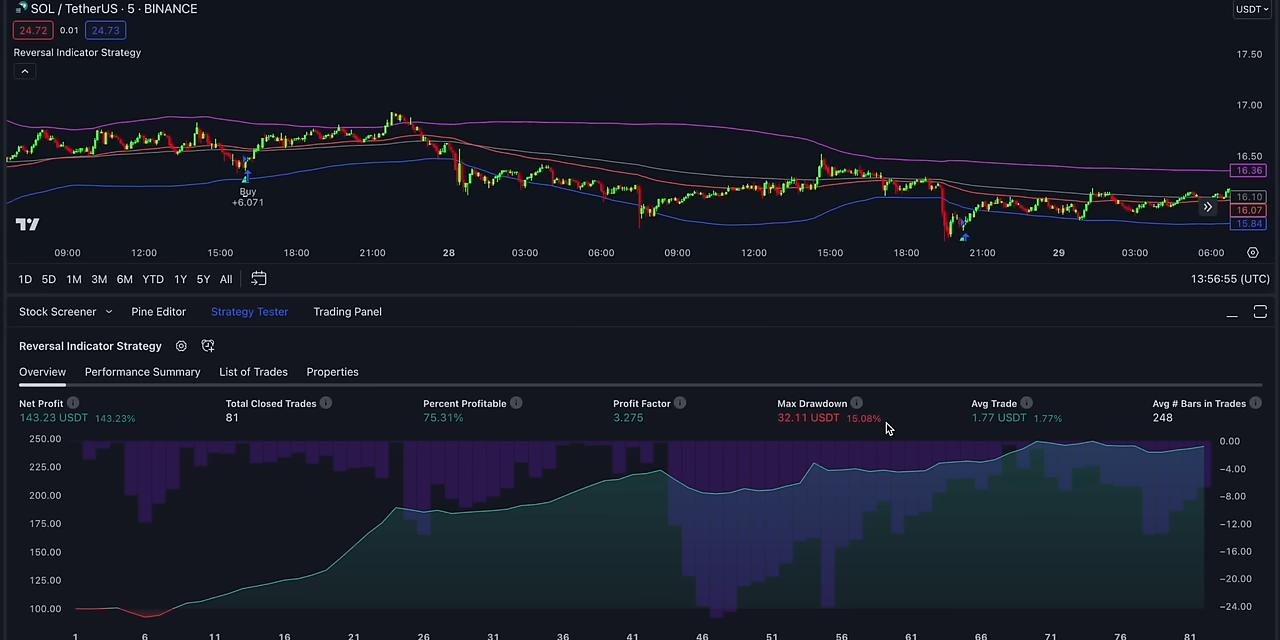 SOL / TetherUS · 5 · BINANCE
USDT
24.72 0.01 24.73
Reversal Indicator Strategy
17.50
17.00
16.50
16.36
16.10
16.07
15.84
Buy
+6.071
09:00 12:00 15:00 18:00 21:00 28 03:00 06:00 09:00 12:00 15:00 18:00 21:00 29 03:00 06:00
1D 5D 1M 3M 6M YTD 1Y 5Y All 13:56:55 (UTC)
Stock Screener Pine Editor Strategy Tester Trading Panel
Reversal Indicator Strategy
Overview Performance Summary List of Trades Properties
Net Profit Total Closed Trades Percent Profitable Profit Factor Max Drawdown Avg Trade Avg # Bars in Trades
143.23 USDT 143.23% 81 75.31% 3.275 32.11 USDT 15.08% 1.77 USDT 1.77% 248
250.00 0.00
225.00 −4.00
200.00 −8.00
175.00 −12.00
150.00 −16.00
125.00 −20.00
100.00 −24.00
1 6 11 16 21 26 31 36 41 46 51 56 61 66 71 76 81